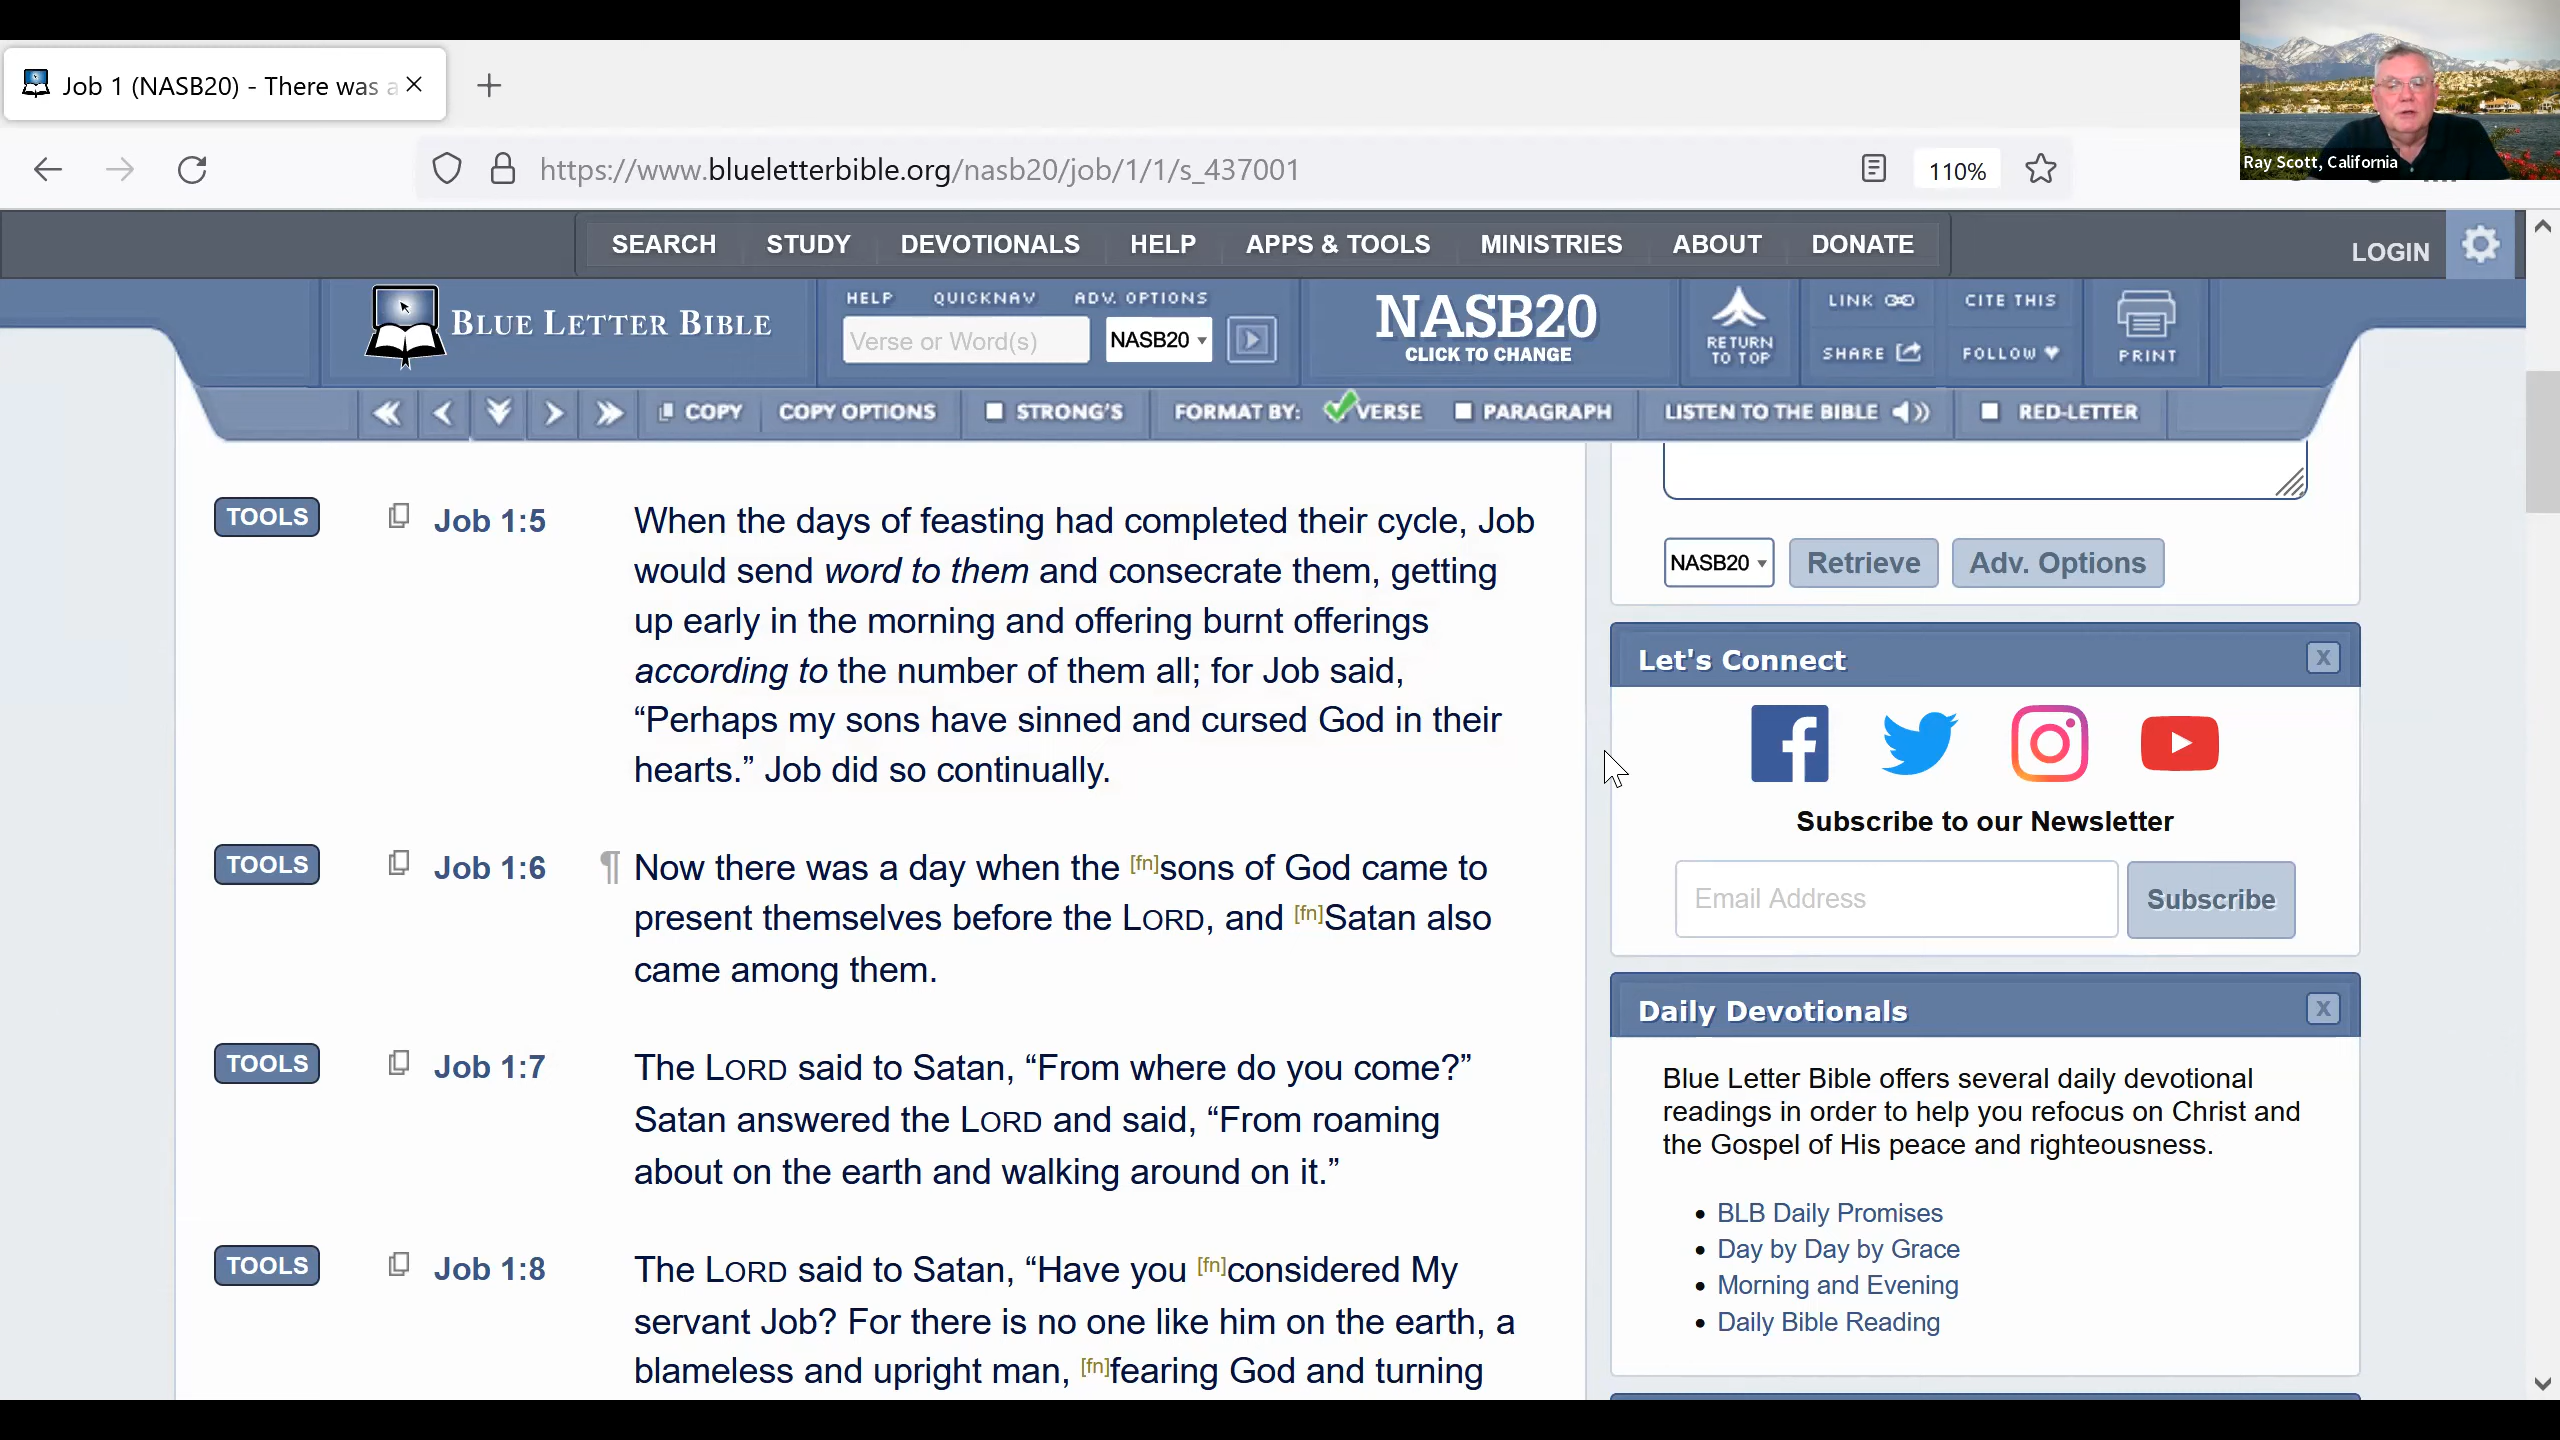 Job 1 (NASB20) - There was a
https://www.blueletterbible.org/nasb20/job/1/1/s_437001
110%
Ray Scott, California
SEARCH STUDY DEVOTIONALS HELP APPS & TOOLS MINISTRIES ABOUT DONATE
LOGIN
BLUE LETTER BIBLE
HELP QUICKNAV ADV. OPTIONS
Verse or Word(s)
NASB20
NASB20
CLICK TO CHANGE
RETURN
TO TOP
LINK
CITE THIS
SHARE
FOLLOW
PRINT
COPY COPY OPTIONS STRONG'S FORMAT BY: VERSE PARAGRAPH LISTEN TO THE BIBLE RED-LETTER
TOOLS Job 1:5 When the days of feasting had completed their cycle, Job
would send word to them and consecrate them, getting
up early in the morning and offering burnt offerings
according to the number of them all; for Job said,
“Perhaps my sons have sinned and cursed God in their
hearts.” Job did so continually.
TOOLS Job 1:6 ¶ Now there was a day when the [fn]sons of God came to
present themselves before the LORD, and [fn]Satan also
came among them.
TOOLS Job 1:7 The LORD said to Satan, “From where do you come?”
Satan answered the LORD and said, “From roaming
about on the earth and walking around on it.”
TOOLS Job 1:8 The LORD said to Satan, “Have you [fn]considered My
servant Job? For there is no one like him on the earth, a
blameless and upright man, [fn]fearing God and turning
NASB20 Retrieve Adv. Options
Let's Connect X
Subscribe to our Newsletter
Email Address Subscribe
Daily Devotionals X
Blue Letter Bible offers several daily devotional
readings in order to help you refocus on Christ and
the Gospel of His peace and righteousness.
• BLB Daily Promises
• Day by Day by Grace
• Morning and Evening
• Daily Bible Reading